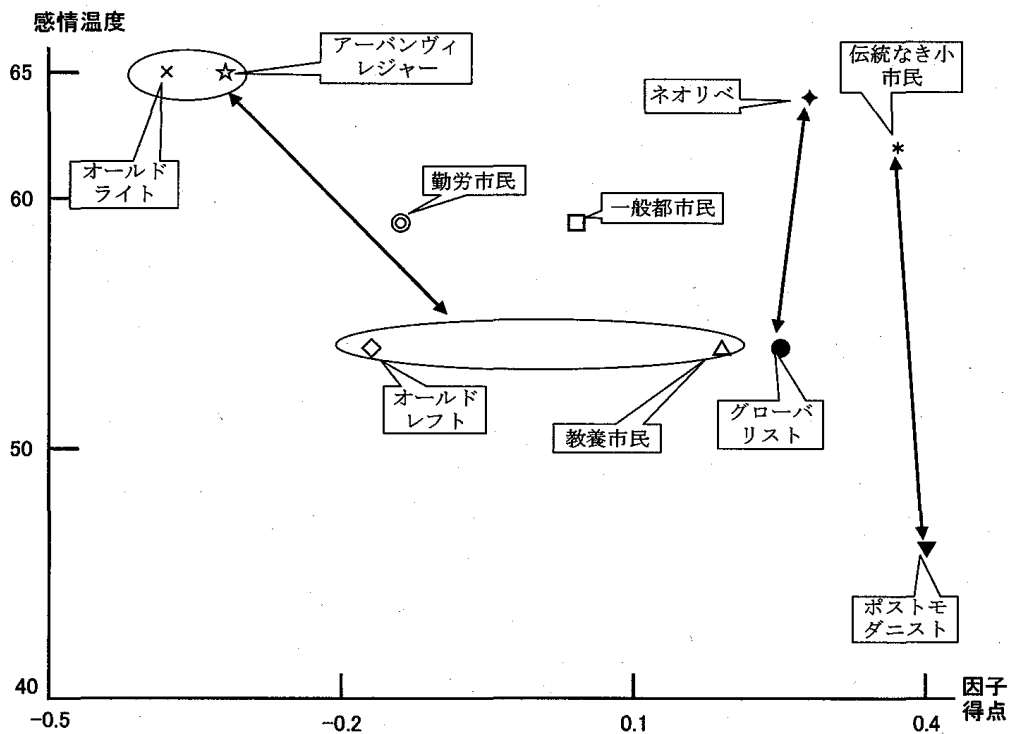 感情温度
アーバンヴィ
レジャー
伝統なき小
市民
65
ネオリベ
オールド
ライト
勤労市民
60
一般都市民
オールド
レフト
グローバ
リスト
教養市民
50
ポストモ
ダニスト
40
因子
得点
-0.5
-0.2
0.1
0.4